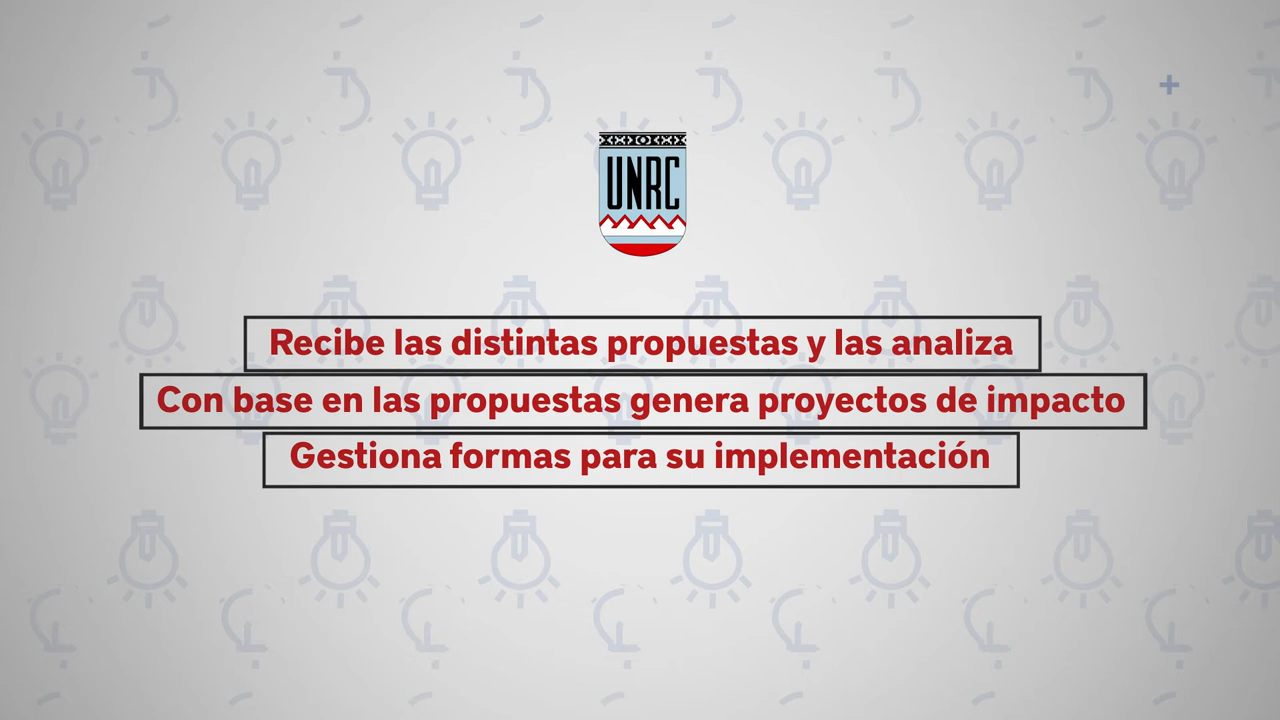 UNRC
Recibe las distintas propuestas y las analiza
Con base en las propuestas genera proyectos de impacto
Gestiona formas para su implementación